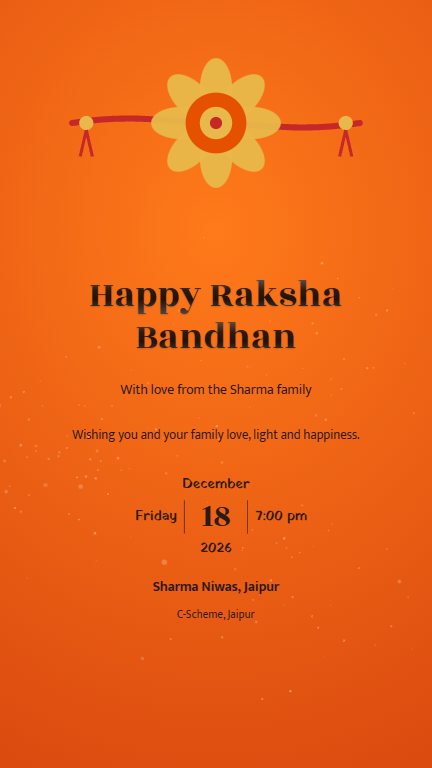 Happy Raksha
Bandhan
With love from the Sharma family
Wishing you and your family love, light and happiness.
December
Friday 18 7:00 pm
2026
Sharma Niwas, Jaipur
C-Scheme, Jaipur